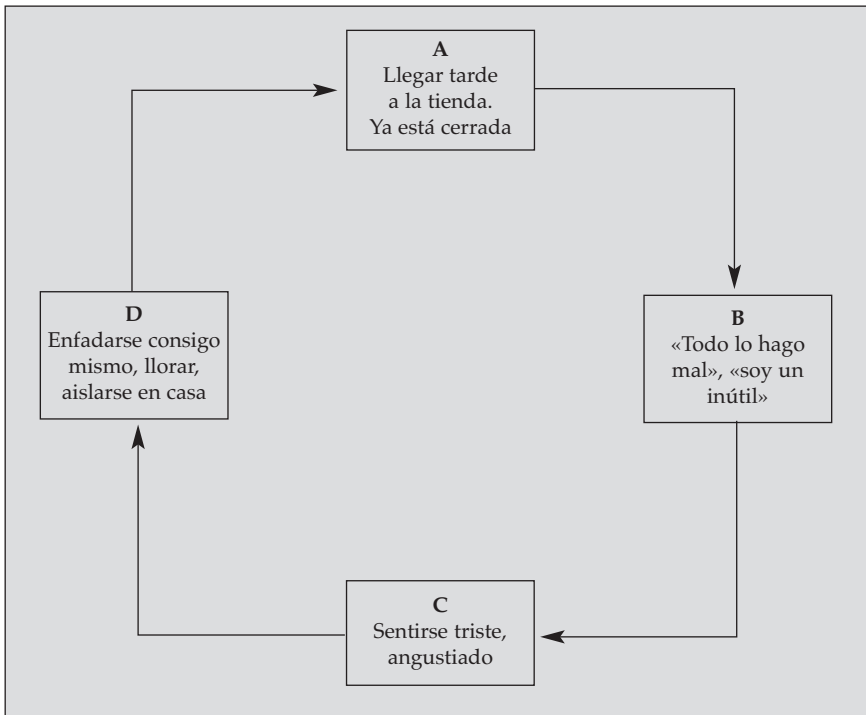 A
Llegar tarde
a la tienda.
Ya está cerrada
B
«Todo lo hago
mal», «soy un
inútil»
C
Sentirse triste,
angustiado
D
Enfadarse consigo
mismo, llorar,
aislarse en casa